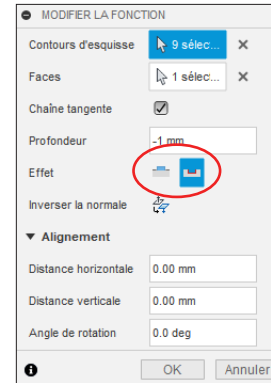 MODIFIER LA FONCT
Contours d'esquisse 9 sélec...
Faces 1 sélec...
Chaîne tangente
Profondeur -1 mm
Effet
Inverser la normale
Alignement
Distance horizontale 0.00 mm
Distance verticale 0.00 mm
Angle de rotation 0.0 deg
OK Annuler